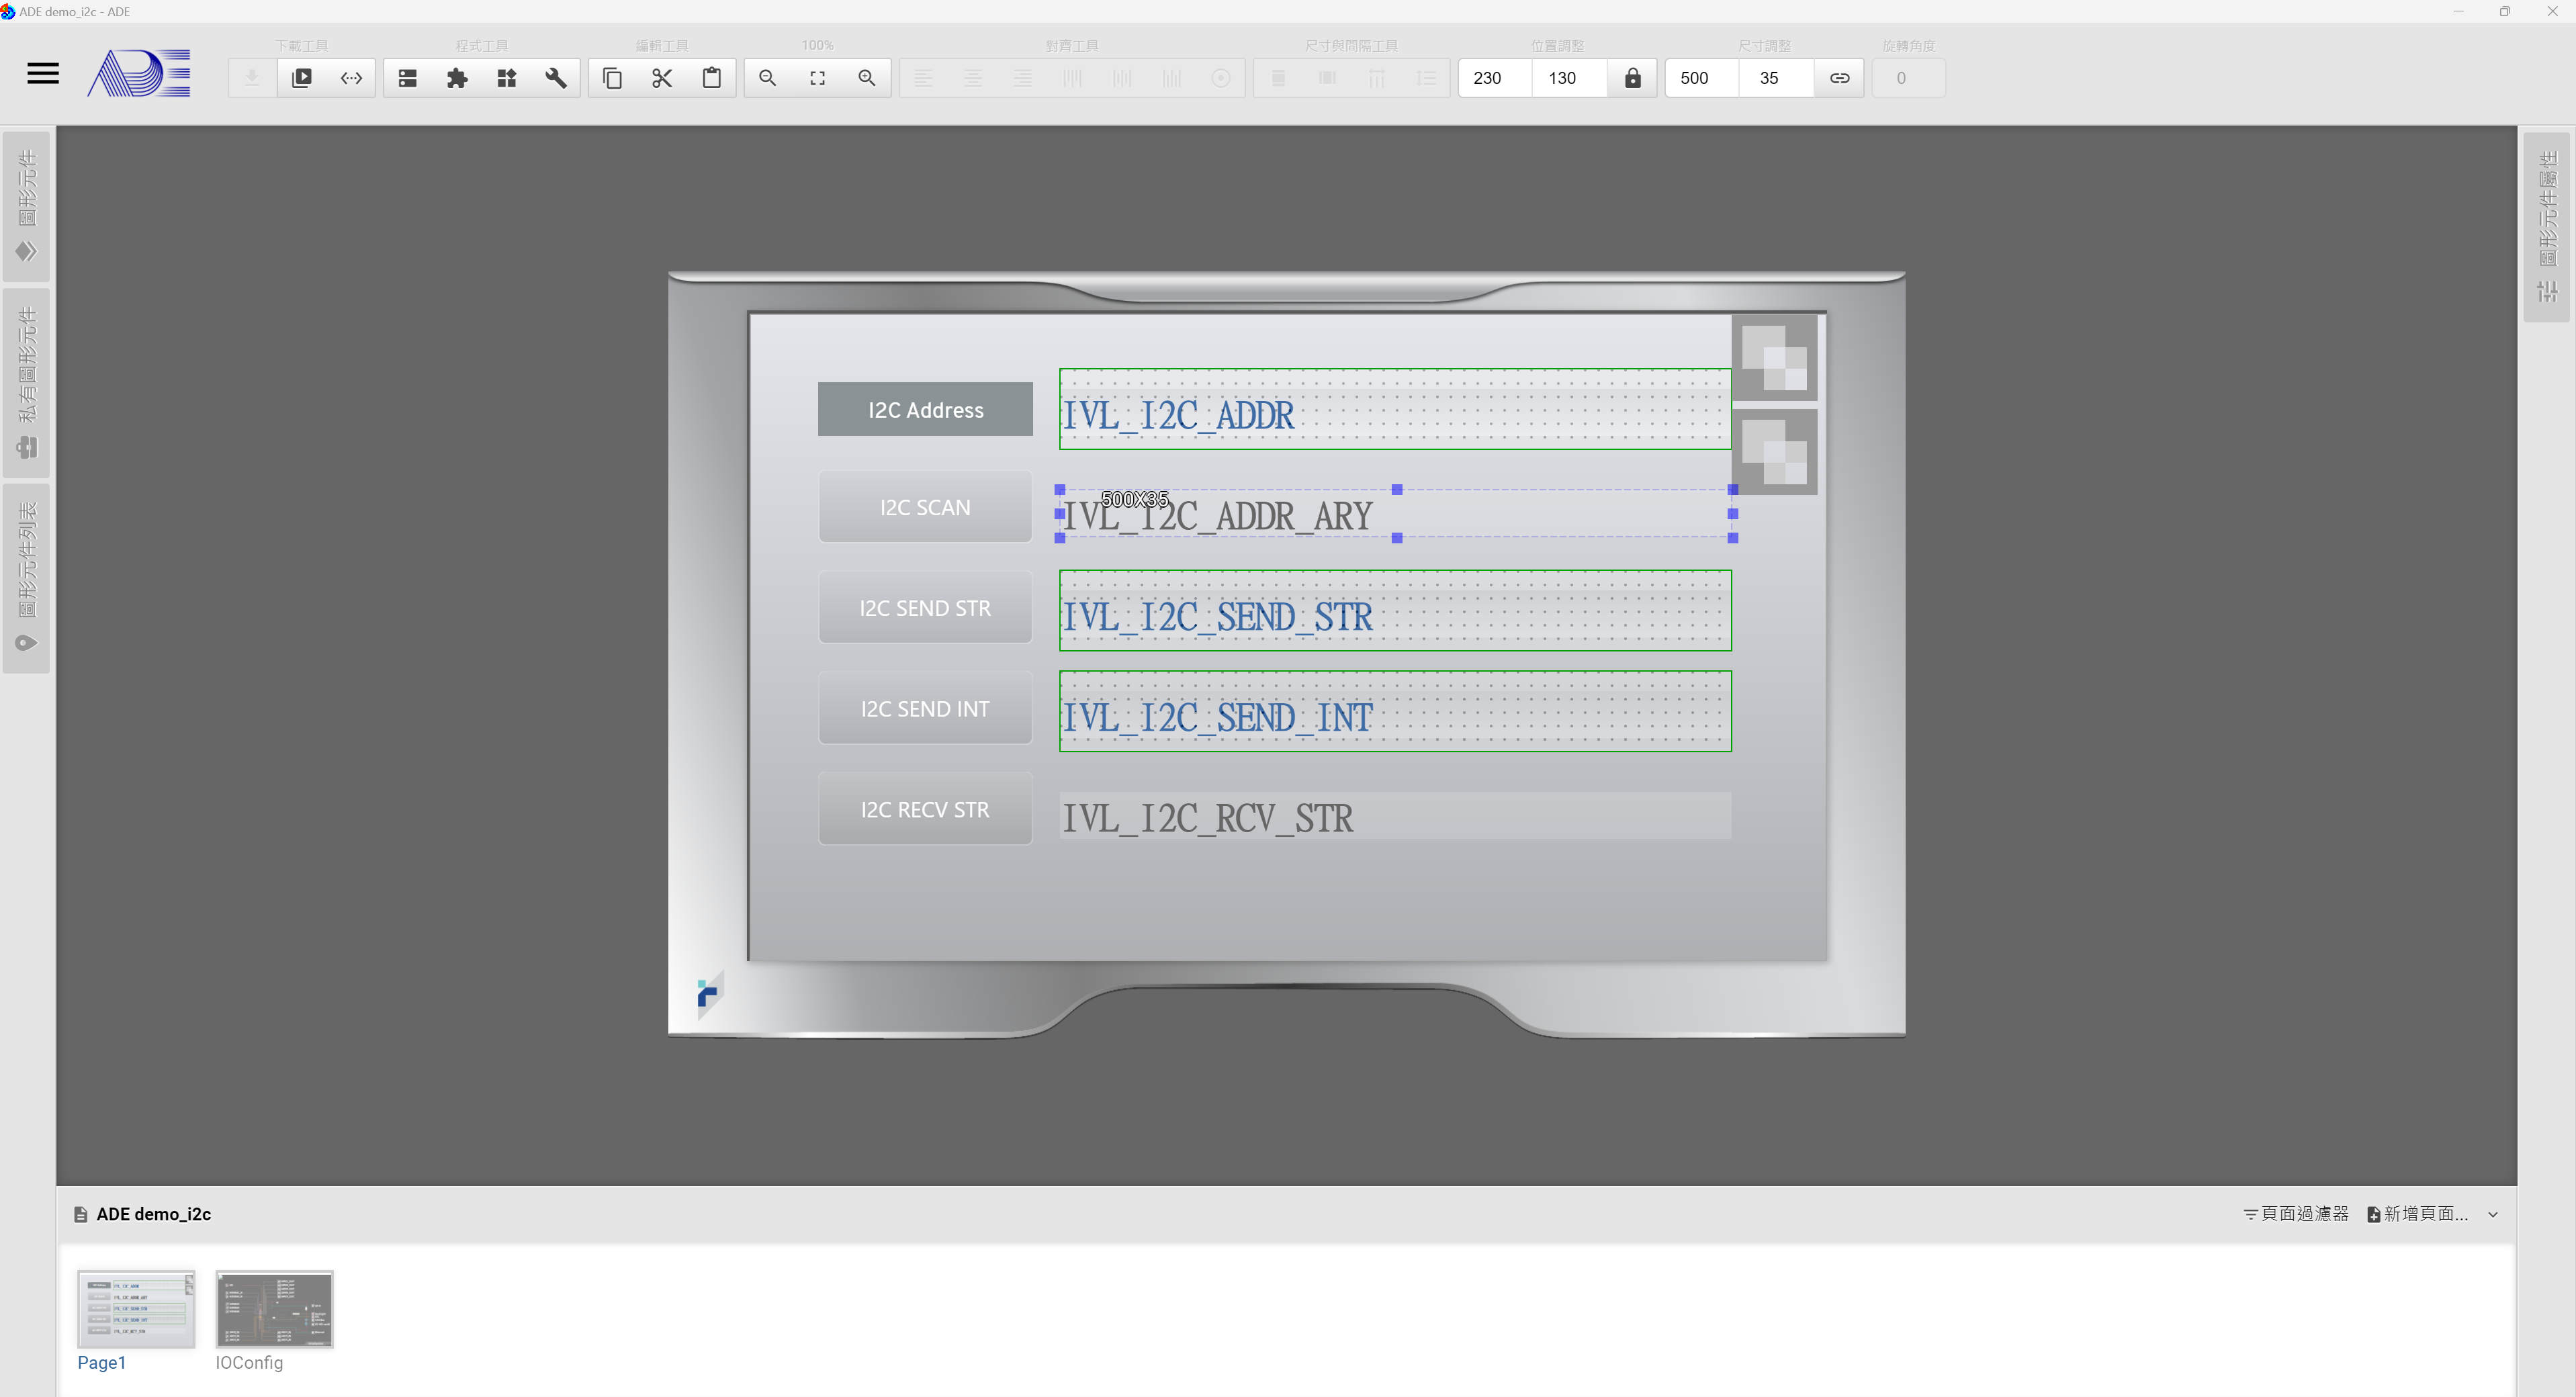 ADE demo_i2c - ADE
ADE
下載工具
程式工具
編輯工具
100%
對齊工具
尺寸與間隔工具
位置調整
尺寸調整
旋轉角度
230
130
500
35
0
圖形元件
私有圖形元件
圖形元件列表
圖形元件屬性
I2C Address
IVL_I2C_ADDR
I2C SCAN
500X35
IVL_I2C_ADDR_ARY
I2C SEND STR
IVL_I2C_SEND_STR
I2C SEND INT
IVL_I2C_SEND_INT
I2C RECV STR
IVL_I2C_RCV_STR
ADE demo_i2c
頁面過濾器
新增頁面...
Page1
IOConfig